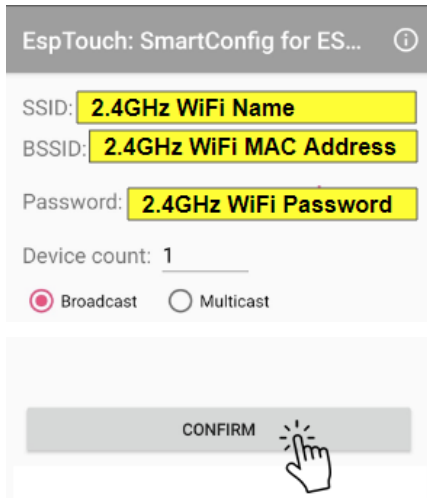 EspTouch: SmartConfig for ES...
SSID: 2.4GHz WiFi Name
BSSID: 2.4GHz WiFi MAC Address
Password: 2.4GHz WiFi Password
Device count: 1
Broadcast Multicast
CONFIRM